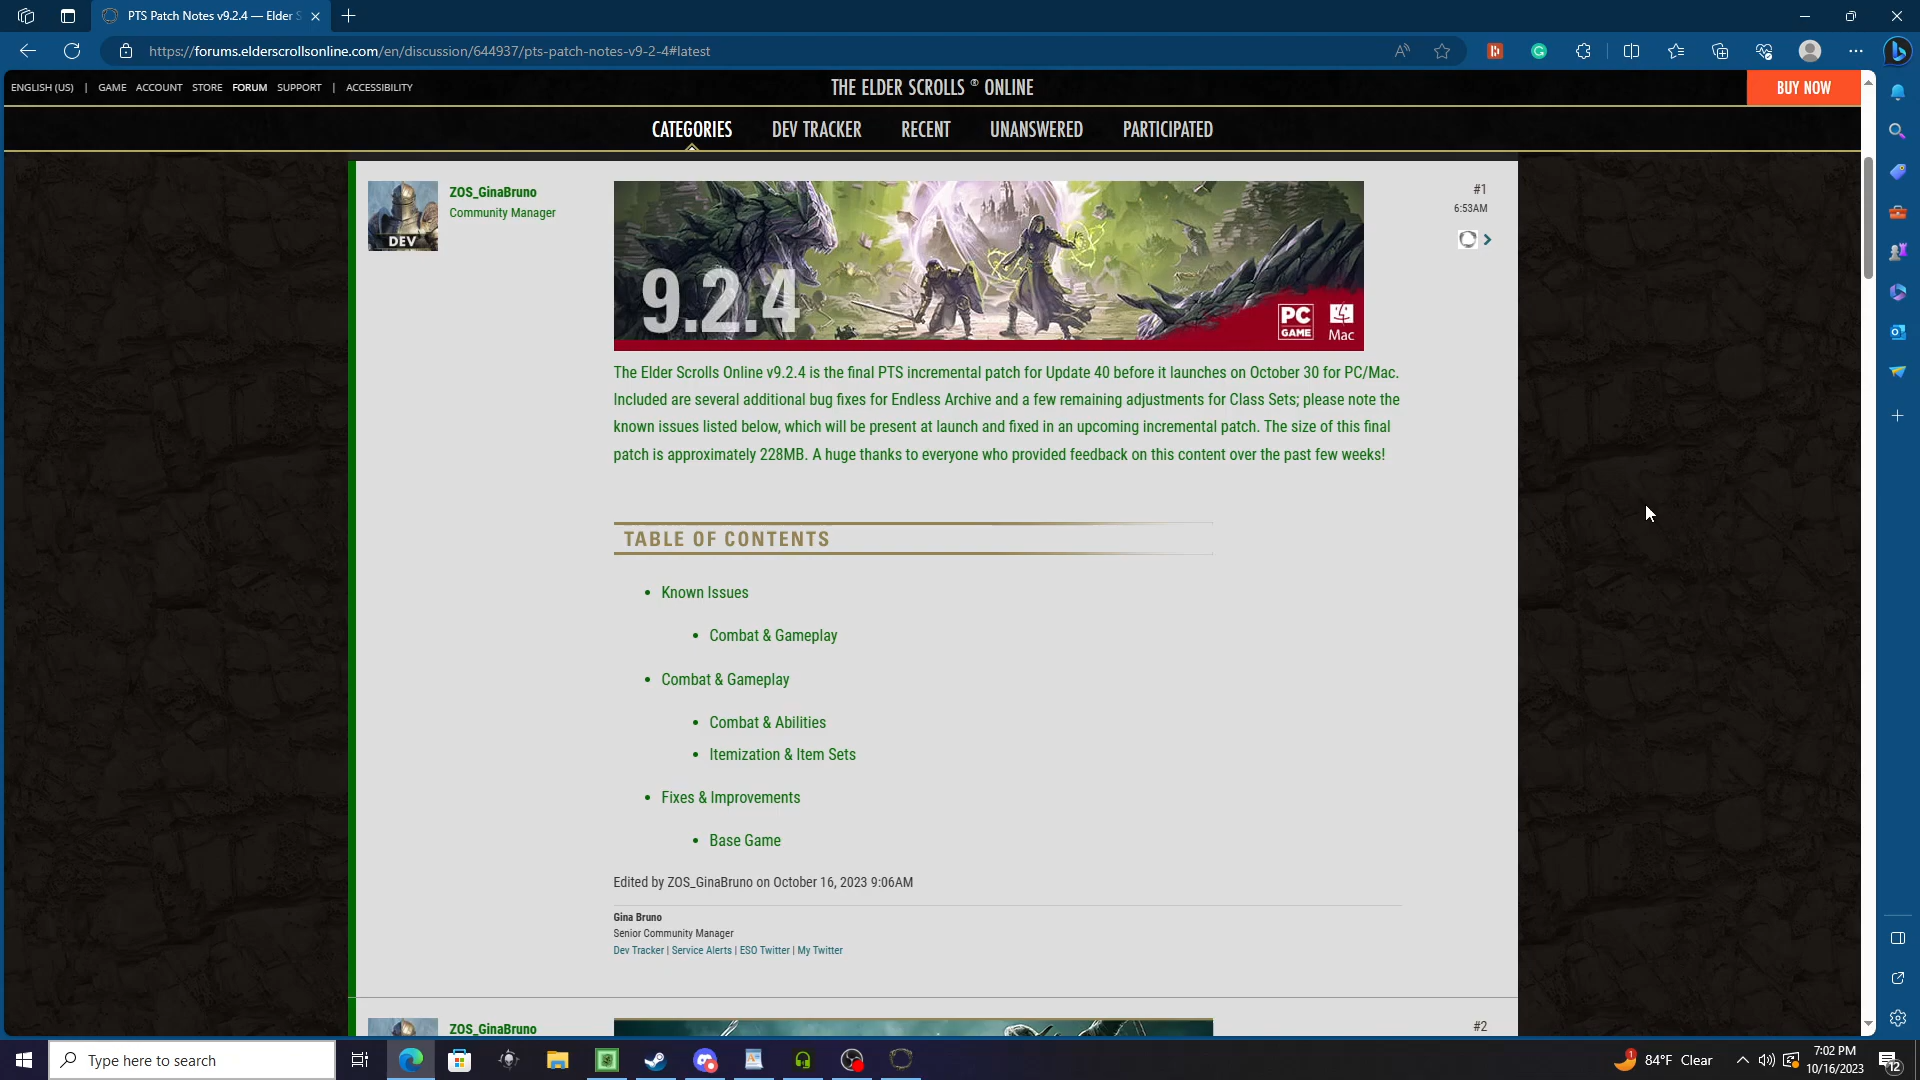 PTS Patch Notes v9.2.4 — Elder S
https://forums.elderscrollsonline.com/en/discussion/644937/pts-patch-notes-v9-2-4#latest
ENGLISH (US) | GAME ACCOUNT STORE FORUM SUPPORT | ACCESSIBILITY
THE ELDER SCROLLS ® ONLINE
BUY NOW
CATEGORIES DEV TRACKER RECENT UNANSWERED PARTICIPATED
ZOS_GinaBruno
Community Manager
DEV
9.2.4
PC
GAME
Mac
#1
6:53AM
The Elder Scrolls Online v9.2.4 is the final PTS incremental patch for Update 40 before it launches on October 30 for PC/Mac.
Included are several additional bug fixes for Endless Archive and a few remaining adjustments for Class Sets; please note the
known issues listed below, which will be present at launch and fixed in an upcoming incremental patch. The size of this final
patch is approximately 228MB. A huge thanks to everyone who provided feedback on this content over the past few weeks!
TABLE OF CONTENTS
• Known Issues
• Combat & Gameplay
• Combat & Gameplay
• Combat & Abilities
• Itemization & Item Sets
• Fixes & Improvements
• Base Game
Edited by ZOS_GinaBruno on October 16, 2023 9:06AM
Gina Bruno
Senior Community Manager
Dev Tracker | Service Alerts | ESO Twitter | My Twitter
ZOS_GinaBruno
#2
Type here to search
1
84°F Clear
7:02 PM
10/16/2023
12